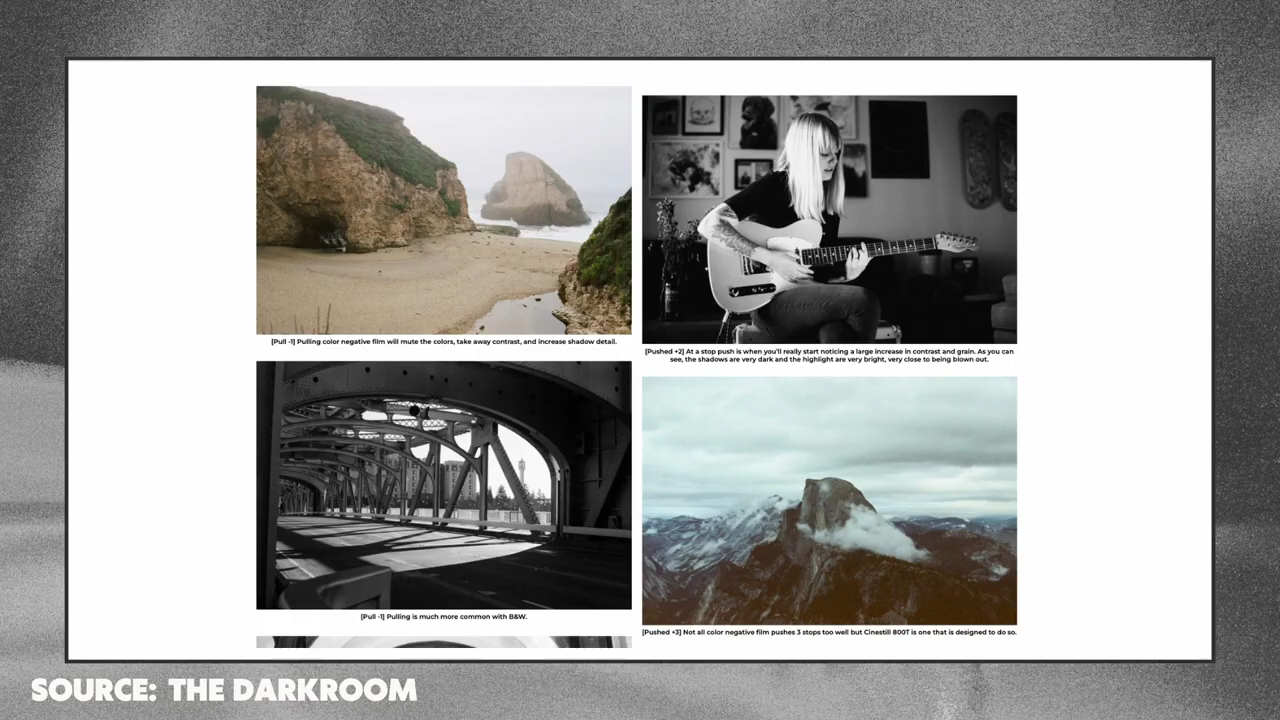 [Pull -1] Pulling color negative film will mute the colors, take away contrast, and increase shadow detail.
[Pushed +2] At a stop push is when you'll really start noticing a large increase in contrast and grain. As you can
see, the shadows are very dark and the highlight are very bright, very close to being blown out.
[Pull -1] Pulling is much more common with B&W.
[Pushed +3] Not all color negative film pushes 3 stops too well but Cinestill 800T is one that is designed to do so.
SOURCE: THE DARKROOM